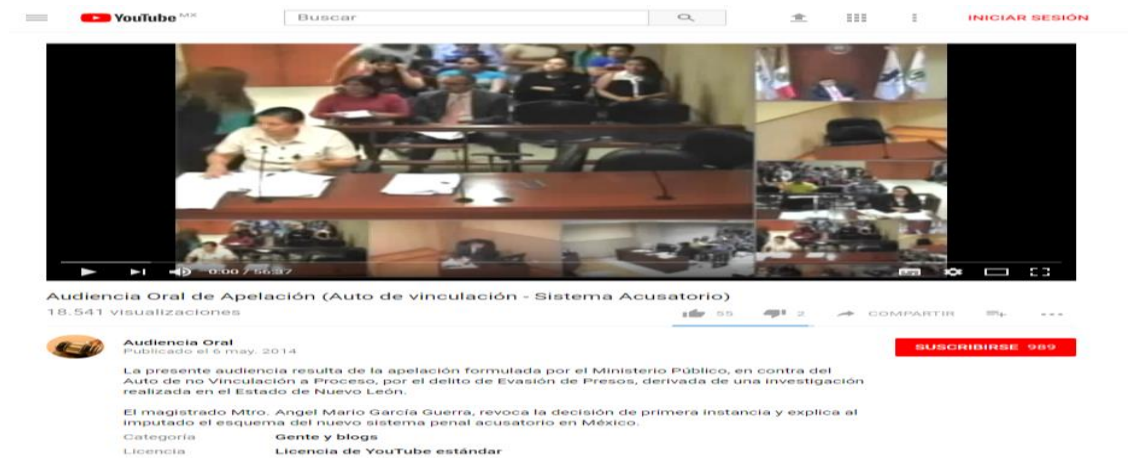 YouTube MX
Buscar
INICIAR SESIÓN
0:00 / 56:37
Audiencia Oral de Apelación (Auto de vinculación - Sistema Acusatorio)
18.541 visualizaciones
55
2
COMPARTIR
Audiencia Oral
Publicado el 6 may. 2014
SUSCRIBIRSE 989
La presente audiencia resulta de la apelación formulada por el Ministerio Público, en contra del
Auto de no Vinculación a Proceso, por el delito de Evasión de Presos, derivada de una investigación
realizada en el Estado de Nuevo León.
El magistrado Mtro. Angel Mario García Guerra, revoca la decisión de primera instancia y explica al
imputado el esquema del nuevo sistema penal acusatorio en México.
Categoría Gente y blogs
Licencia Licencia de YouTube estándar